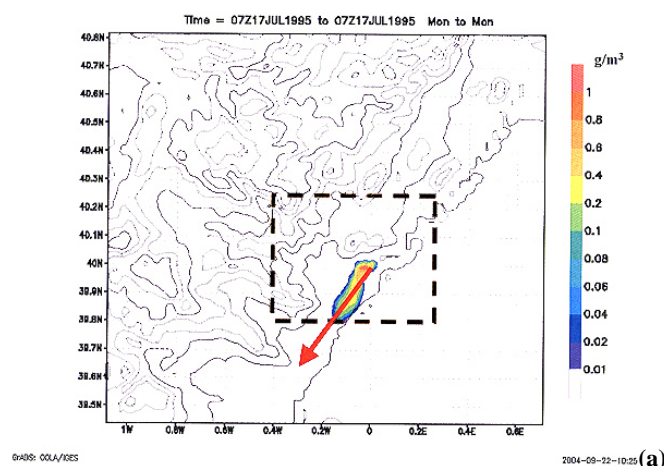 Time = 07Z17JUL1995 to 07Z17JUL1995 Mon to Mon
40.8N
40.7N
40.6N
40.5N
40.4N
40.3N
40.2N
40.1N
40N
39.9N
39.8N
39.7N
39.6N
39.5N
1W 0.8W 0.6W 0.4W 0.2W 0 0.2E 0.4E 0.6E
g/m³
1
0.8
0.6
0.4
0.2
0.1
0.08
0.06
0.04
0.02
0.01
GrADS: COLA/IGES
2004-09-22-10:25 (a)